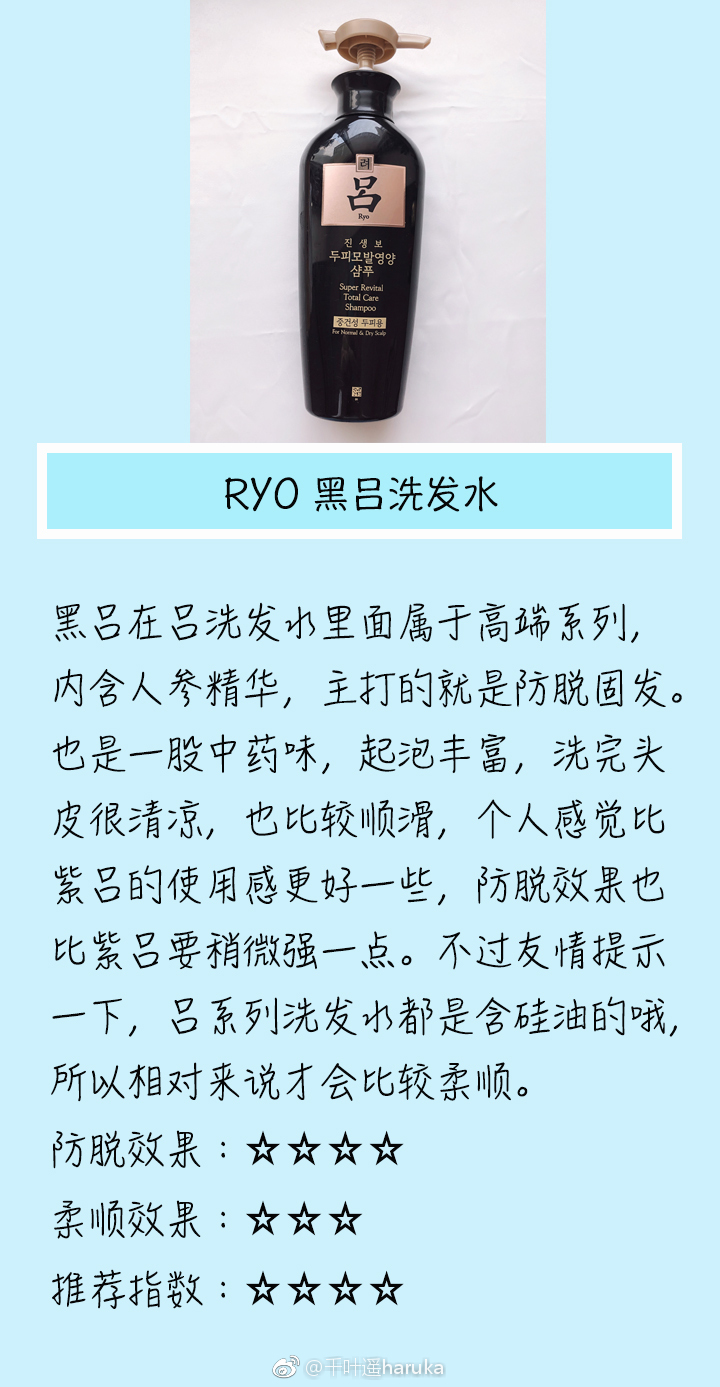 려
呂
Ryo
진생보
두피모발영양
샴푸
Super Revital
Total Care
Shampoo
중건성 두피용
For Normal & Dry Scalp
RYO 黑吕洗发水
黑吕在吕洗发水里面属于高端系列，
内含人参精华，主打的就是防脱固发。
也是一股中药味，起泡丰富，洗完头
皮很清凉，也比较顺滑，个人感觉比
紫吕的使用感更好一些，防脱效果也
比紫吕要稍微强一点。不过友情提示
一下，吕系列洗发水都是含硅油的哦，
所以相对来说才会比较柔顺。
防脱效果：☆☆☆☆
柔顺效果：☆☆☆
推荐指数：☆☆☆☆
@千叶遥haruka